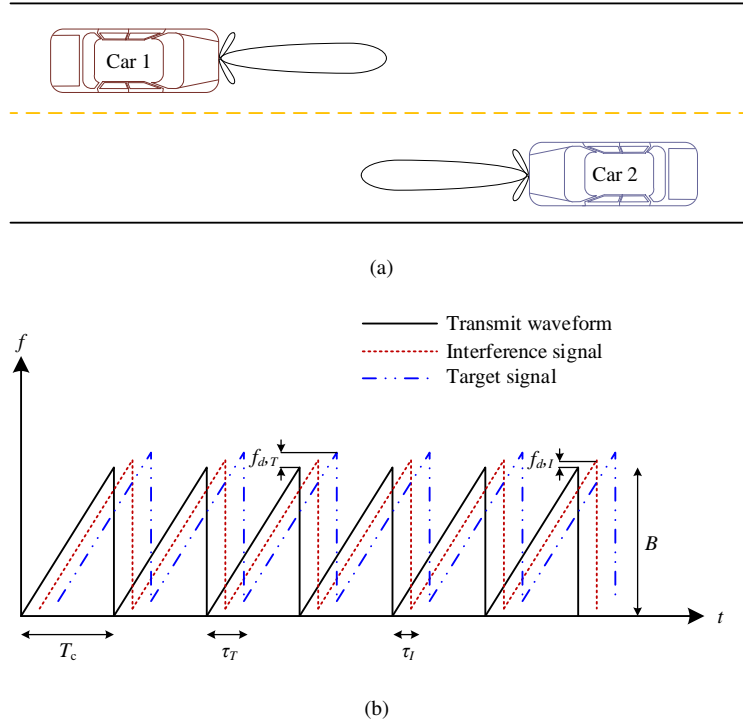 Car 1
Car 2
(a)
Transmit waveform
Interference signal
Target signal
f
f_{d,T}
f_{d,I}
B
t
T_c
τ_T
τ_I
(b)